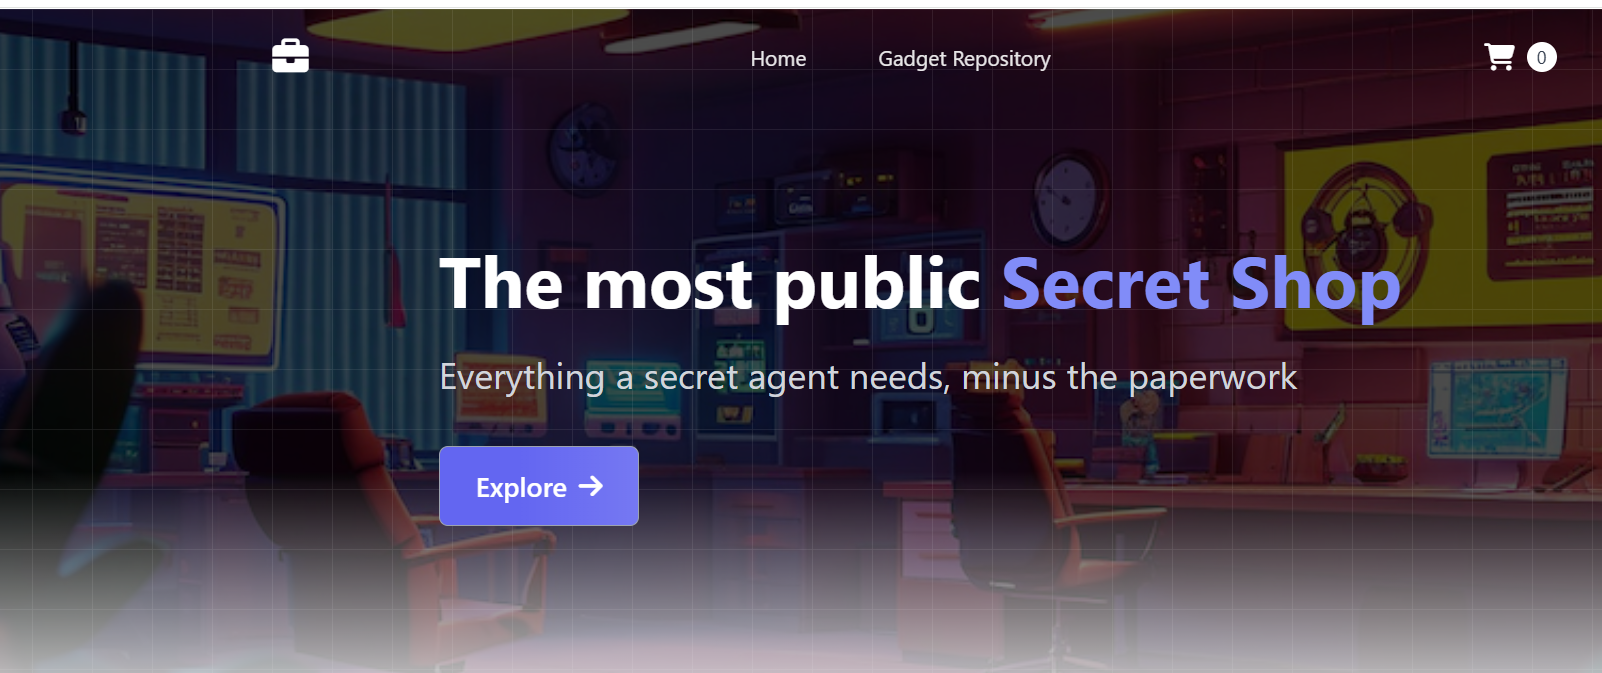 Home
Gadget Repository
0
The most public Secret Shop
Everything a secret agent needs, minus the paperwork
Explore